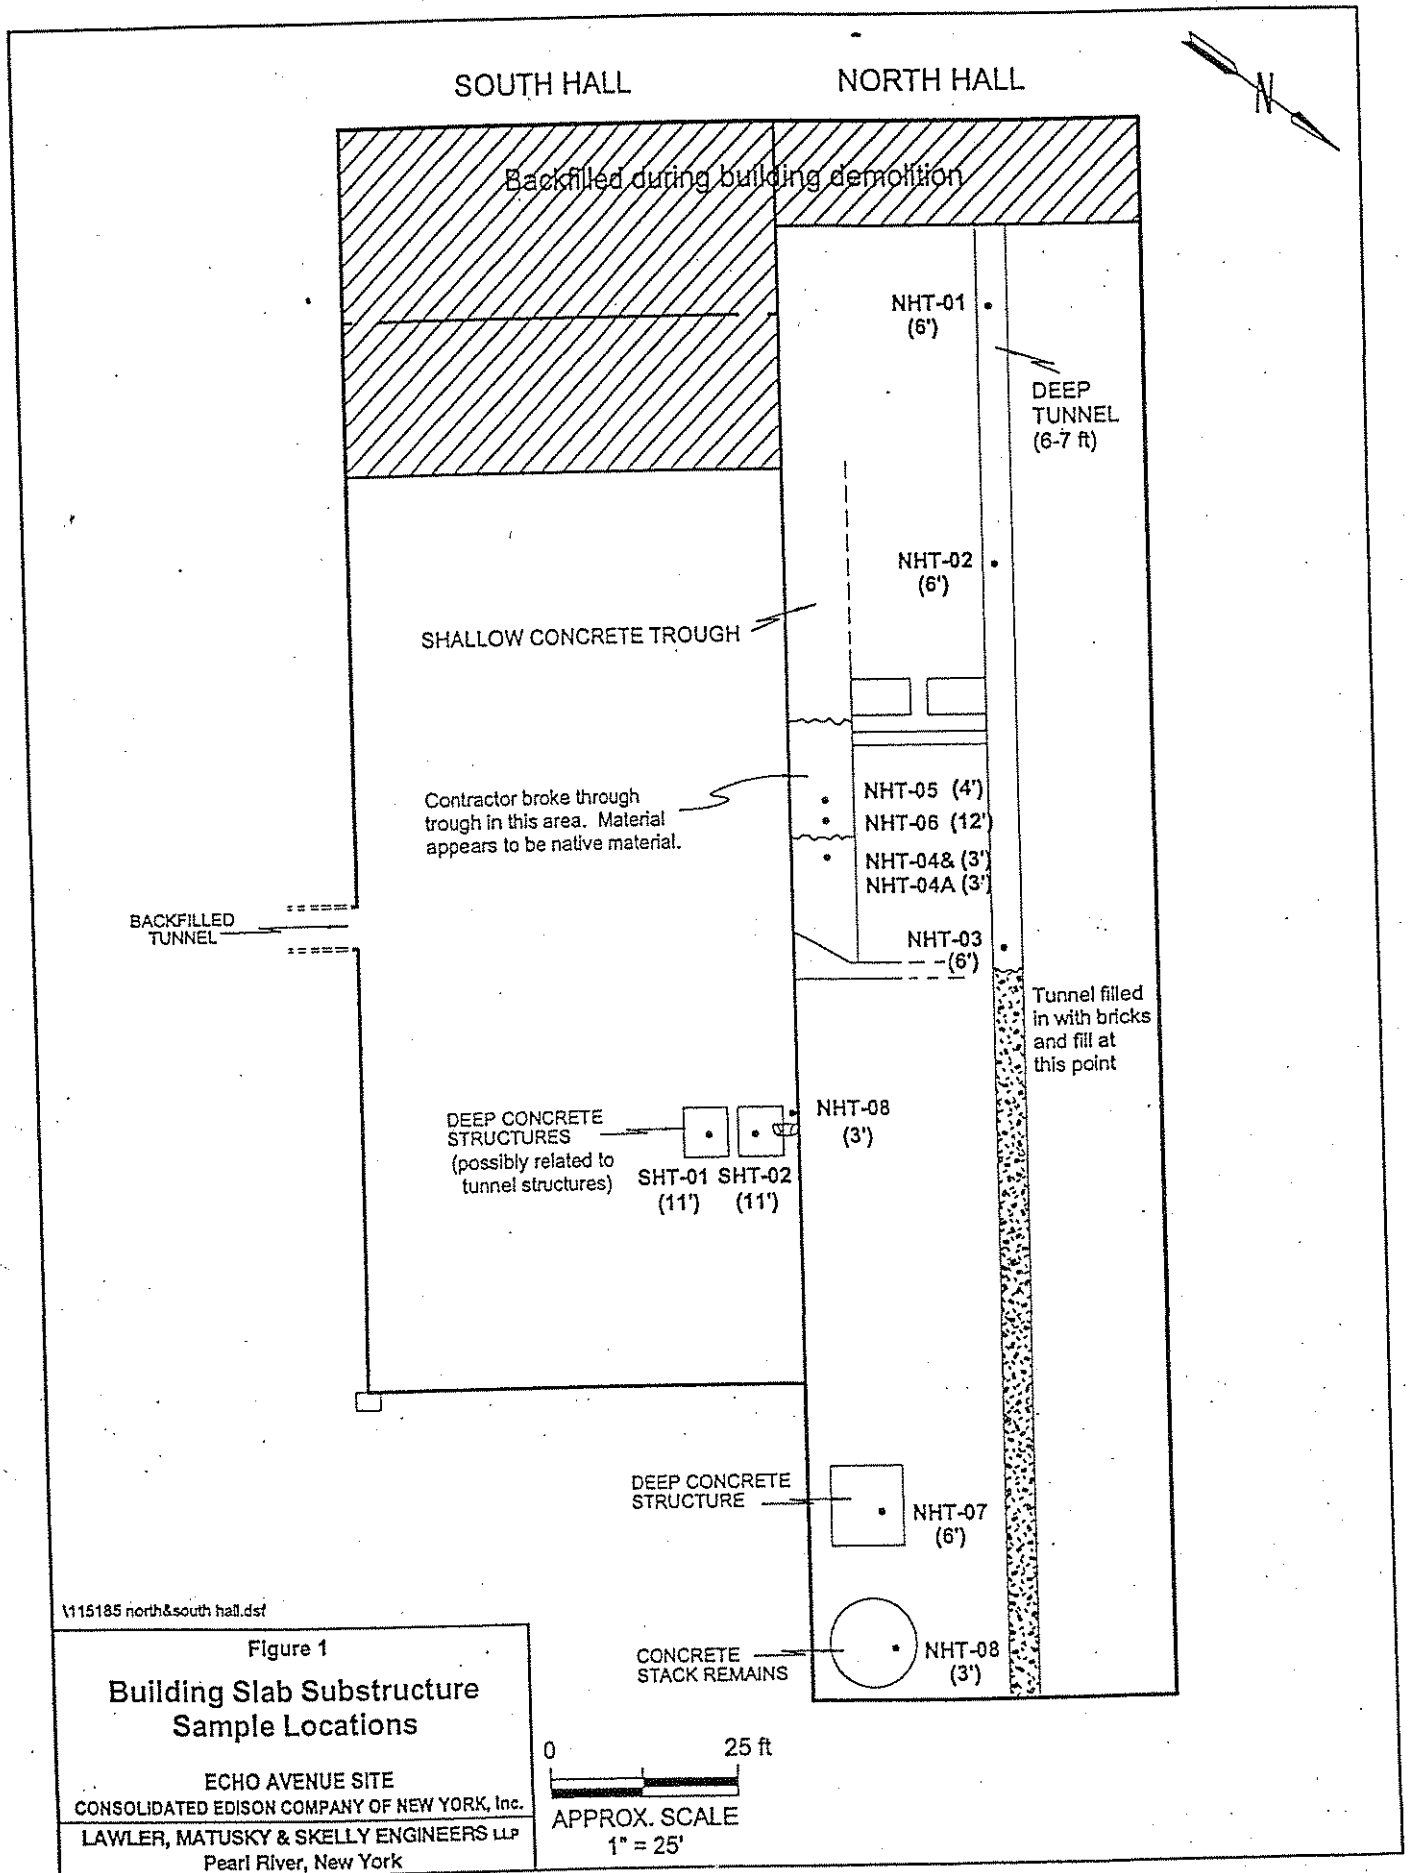 SOUTH HALL
NORTH HALL
N
Backfilled during building demolition
NHT-01
(6')
DEEP
TUNNEL
(6-7 ft)
NHT-02
(6')
SHALLOW CONCRETE TROUGH
Contractor broke through
trough in this area. Material
appears to be native material.
NHT-05 (4')
NHT-06 (12')
NHT-04& (3')
NHT-04A (3')
BACKFILLED
TUNNEL
NHT-03
(6')
Tunnel filled
in with bricks
and fill at
this point
DEEP CONCRETE
STRUCTURES
(possibly related to
tunnel structures)
NHT-08
(3')
SHT-01 SHT-02
(11') (11')
DEEP CONCRETE
STRUCTURE
NHT-07
(6')
CONCRETE
STACK REMAINS
NHT-08
(3')
\115185 north&south hall.dsf
Figure 1
Building Slab Substructure
Sample Locations
ECHO AVENUE SITE
CONSOLIDATED EDISON COMPANY OF NEW YORK, Inc.
LAWLER, MATUSKY & SKELLY ENGINEERS LLP
Pearl River, New York
0 25 ft
APPROX. SCALE
1" = 25'